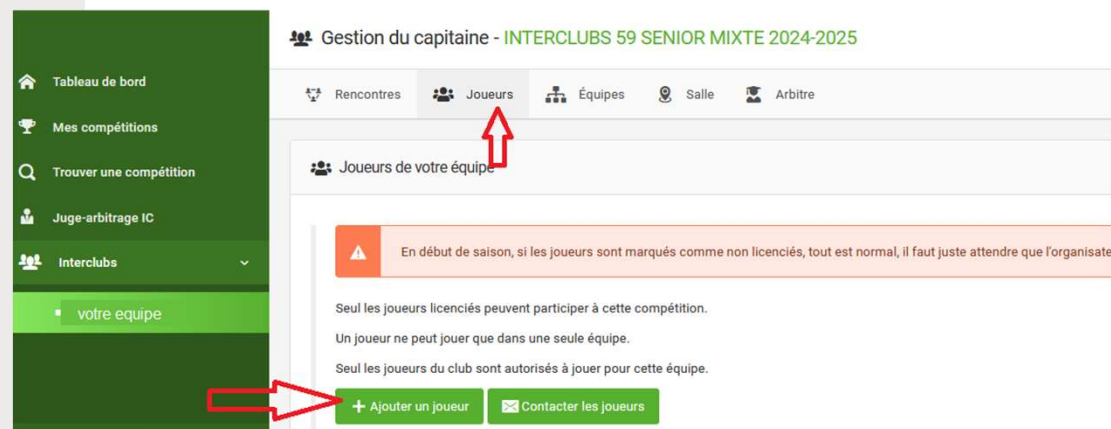 Gestion du capitaine - INTERCLUBS 59 SENIOR MIXTE 2024-2025
Tableau de bord
Mes compétitions
Trouver une compétition
Juge-arbitrage IC
Interclubs
votre equipe
Rencontres Joueurs Équipes Salle Arbitre
Joueurs de votre équipe
En début de saison, si les joueurs sont marqués comme non licenciés, tout est normal, il faut juste attendre que l'organisate
Seul les joueurs licenciés peuvent participer à cette compétition.
Un joueur ne peut jouer que dans une seule équipe.
Seul les joueurs du club sont autorisés à jouer pour cette équipe.
+ Ajouter un joueur Contacter les joueurs